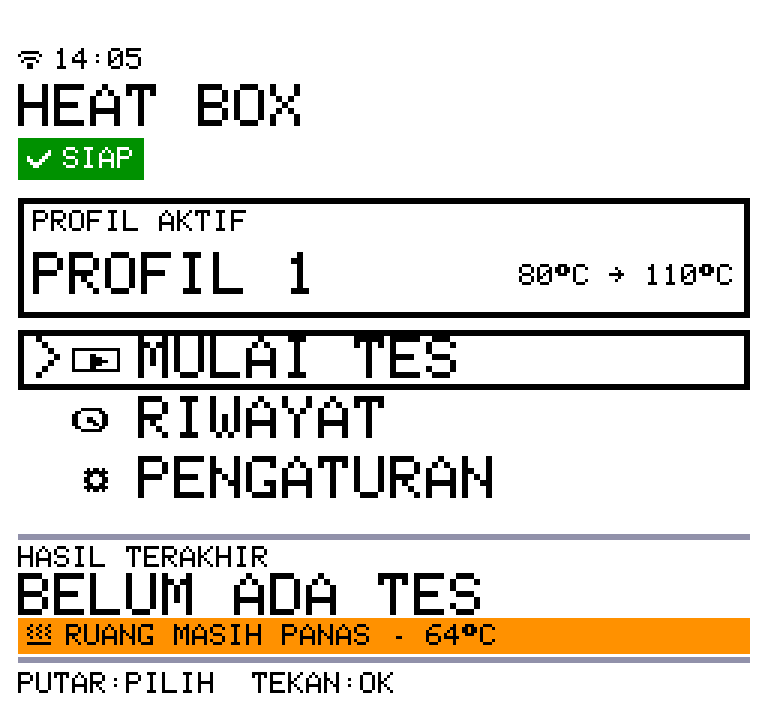 14:05
HEAT BOX
SIAP
PROFIL AKTIF
PROFIL 1 80°C → 110°C
> MULAI TES
RIWAYAT
PENGATURAN
HASIL TERAKHIR
BELUM ADA TES
RUANG MASIH PANAS - 64°C
PUTAR:PILIH TEKAN:OK